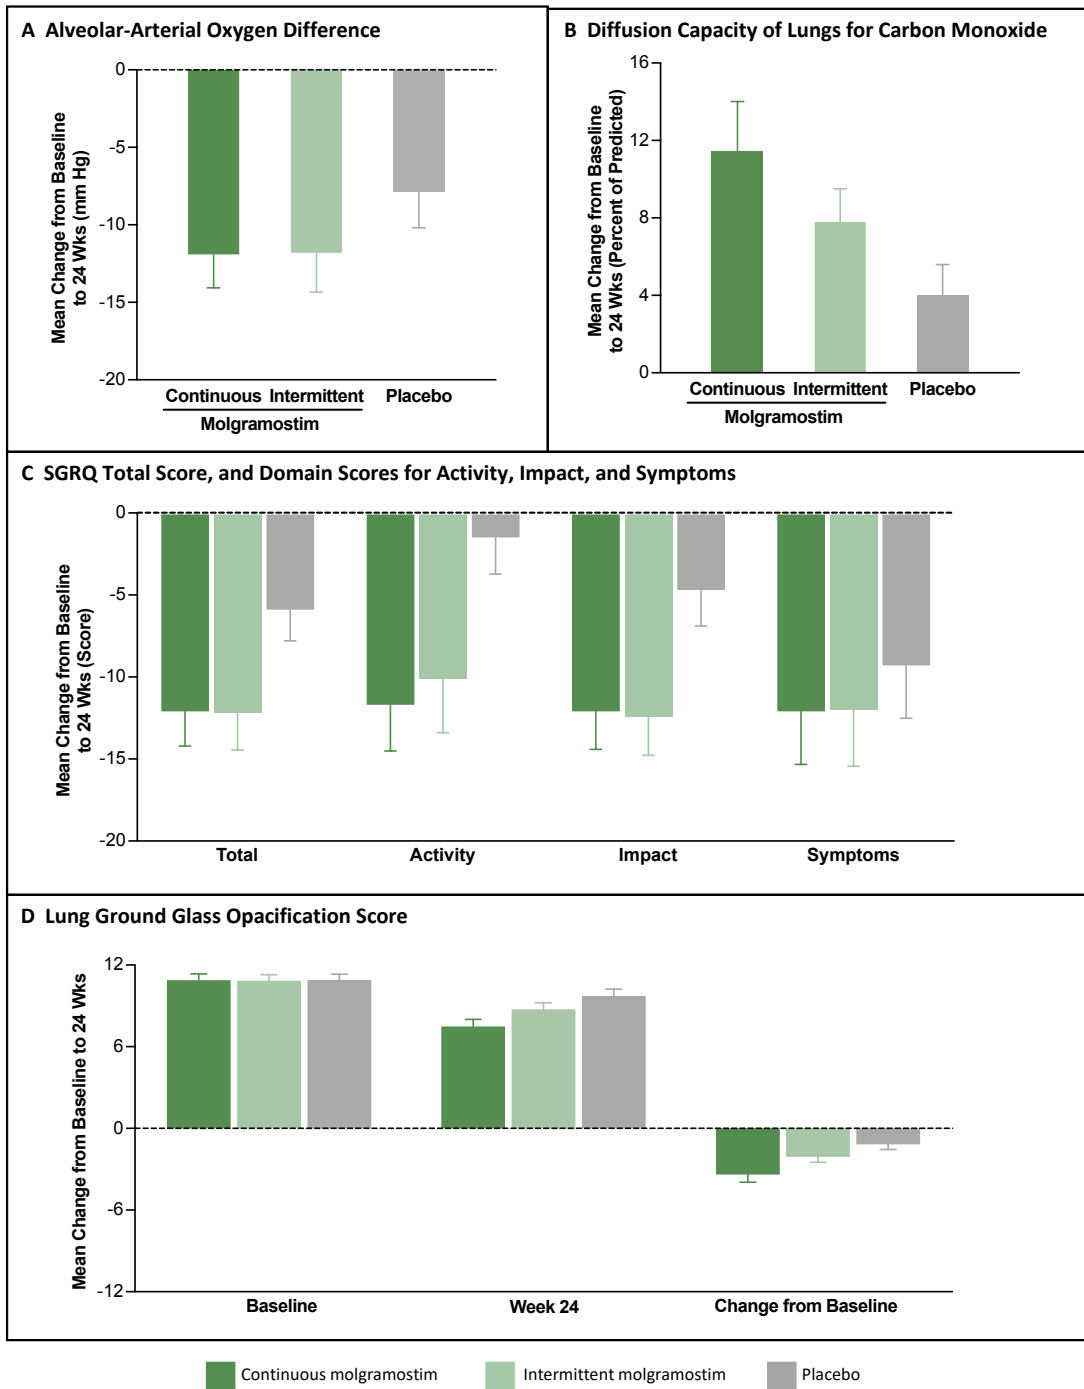 A Alveolar-Arterial Oxygen Difference
Mean Change from Baseline
to 24 Wks (mm Hg)
0
-5
-10
-15
-20
Continuous Intermittent Placebo
Molgramostim
B Diffusion Capacity of Lungs for Carbon Monoxide
Mean Change from Baseline
to 24 Wks (Percent of Predicted)
16
12
8
4
0
Continuous Intermittent Placebo
Molgramostim
C SGRQ Total Score, and Domain Scores for Activity, Impact, and Symptoms
Mean Change from Baseline
to 24 Wks (Score)
0
-5
-10
-15
-20
Total Activity Impact Symptoms
D Lung Ground Glass Opacification Score
Mean Change from Baseline to 24 Wks
12
6
0
-6
-12
Baseline Week 24 Change from Baseline
Continuous molgramostim Intermittent molgramostim Placebo